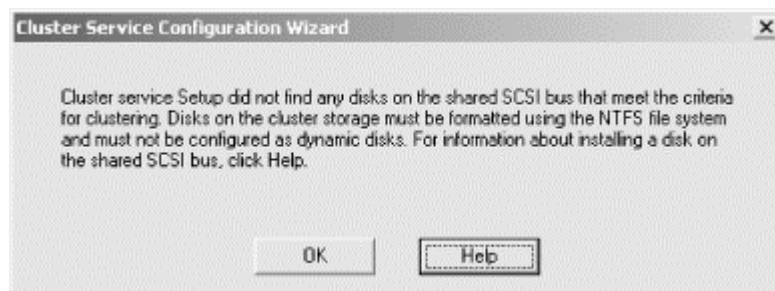 Cluster Service Configuration Wizard
Cluster service Setup did not find any disks on the shared SCSI bus that meet the criteria
for clustering. Disks on the cluster storage must be formatted using the NTFS file system
and must not be configured as dynamic disks. For information about installing a disk on
the shared SCSI bus, click Help.
OK
Help